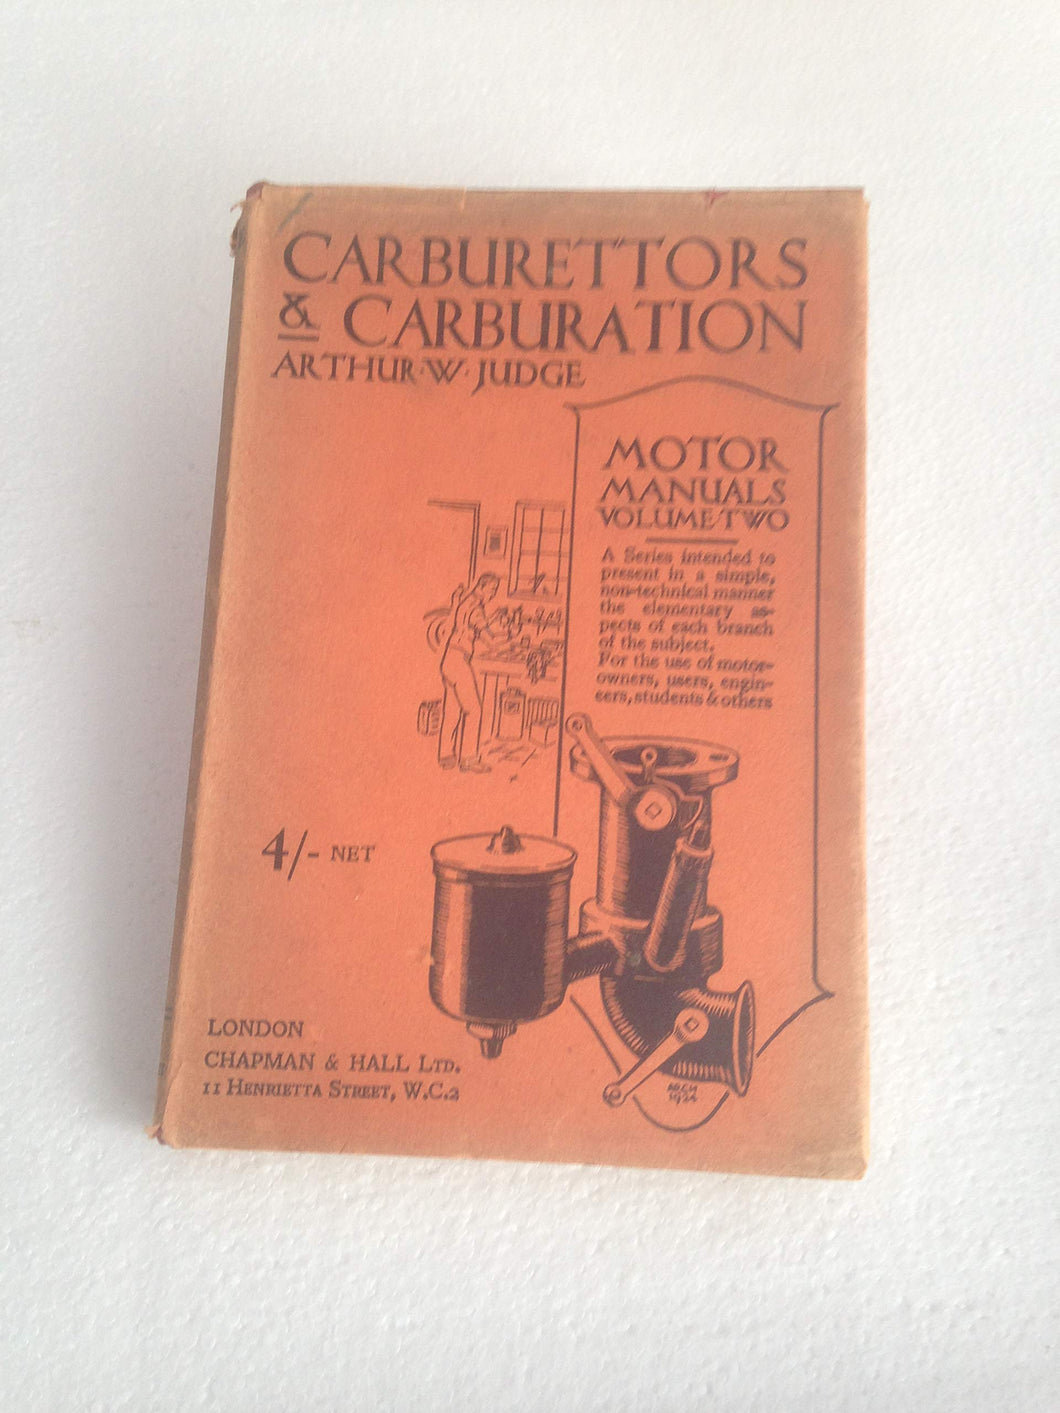 CARBURETTORS
& CARBURATION
ARTHUR·W·JUDGE
MOTOR
MANUALS
VOLUME·TWO
A Series intended to
present in a simple,
non-technical manner
the elementary as-
pects of each branch
of the subject.
For the use of motor-
owners, users, engin-
eers, students & others
4/- NET
LONDON
CHAPMAN & HALL LTD.
11 HENRIETTA STREET, W.C.2
1924